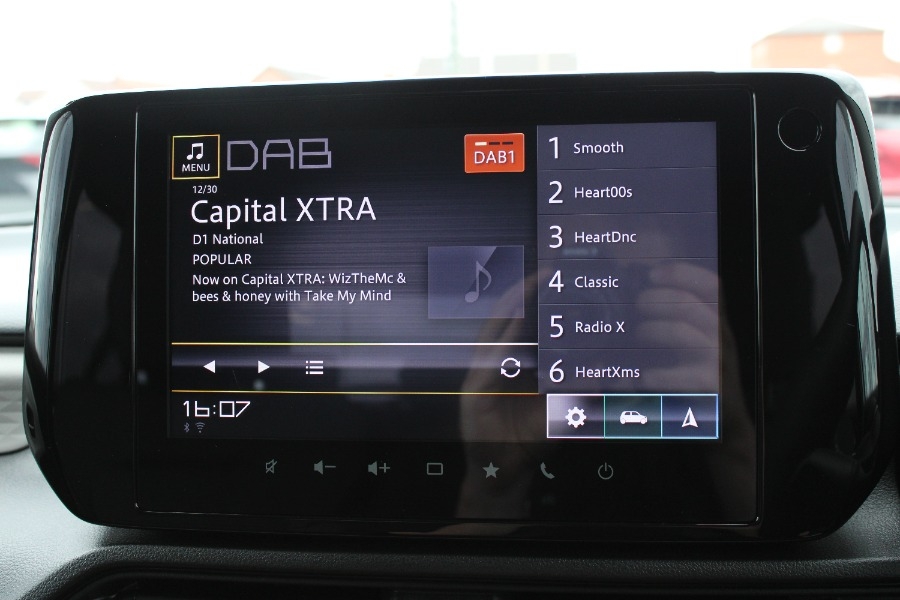 MENU
DAB
DAB1
12/30
Capital XTRA
D1 National
POPULAR
Now on Capital XTRA: WizTheMc &
bees & honey with Take My Mind
16:07
1 Smooth
2 Heart00s
3 HeartDnc
4 Classic
5 Radio X
6 HeartXms